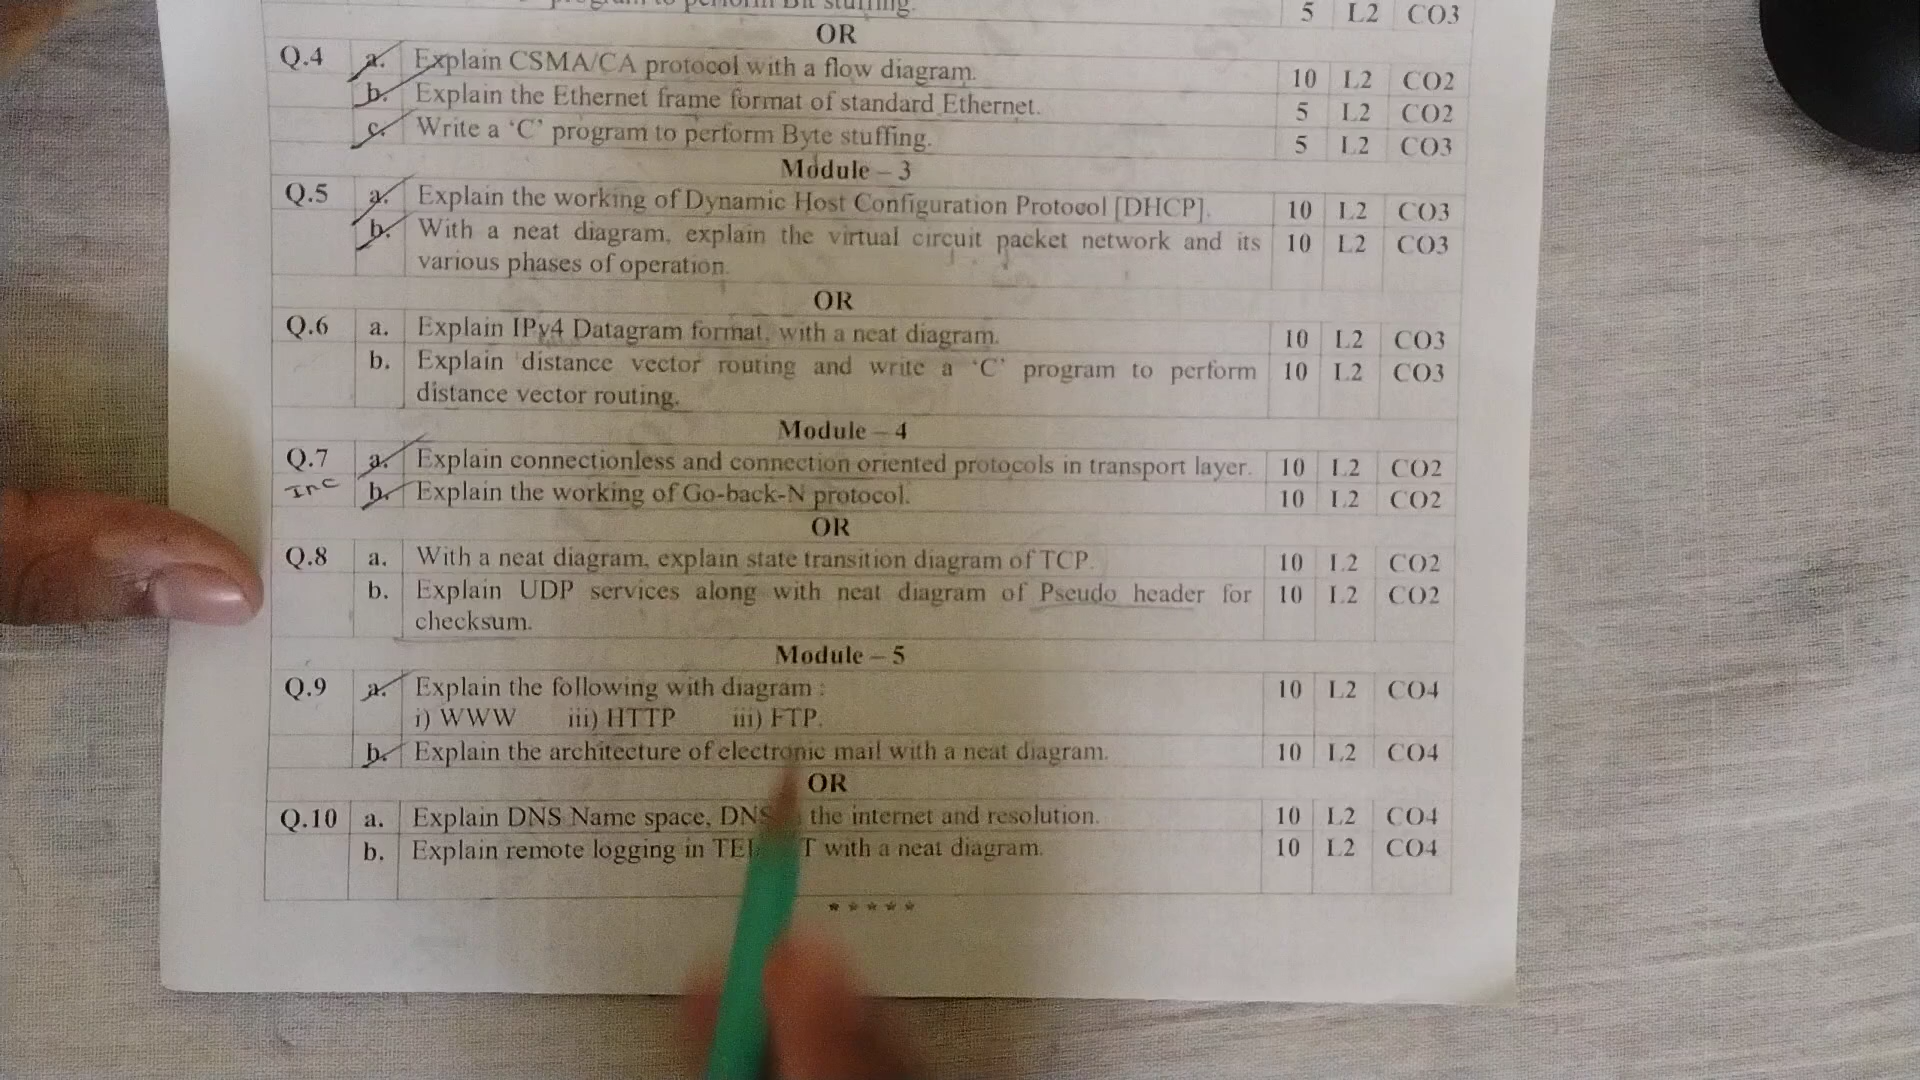 5 L2 CO3
OR
Q.4 a. Explain CSMA/CA protocol with a flow diagram. 10 L2 CO2
b. Explain the Ethernet frame format of standard Ethernet. 5 L2 CO2
c. Write a ‘C’ program to perform Byte stuffing. 5 L2 CO3
Module – 3
Q.5 a. Explain the working of Dynamic Host Configuration Protocol [DHCP]. 10 L2 CO3
b. With a neat diagram, explain the virtual circuit packet network and its 10 L2 CO3
various phases of operation.
OR
Q.6 a. Explain IPv4 Datagram format, with a neat diagram. 10 L2 CO3
b. Explain distance vector routing and write a ‘C’ program to perform 10 L2 CO3
distance vector routing.
Module – 4
Q.7 a. Explain connectionless and connection oriented protocols in transport layer. 10 L2 CO2
Inc b. Explain the working of Go-back-N protocol. 10 L2 CO2
OR
Q.8 a. With a neat diagram, explain state transition diagram of TCP. 10 L2 CO2
b. Explain UDP services along with neat diagram of Pseudo header for 10 L2 CO2
checksum.
Module – 5
Q.9 a. Explain the following with diagram : 10 L2 CO4
i) WWW iii) HTTP iii) FTP.
b. Explain the architecture of electronic mail with a neat diagram. 10 L2 CO4
OR
Q.10 a. Explain DNS Name space, DNS the internet and resolution. 10 L2 CO4
b. Explain remote logging in with a neat diagram. 10 L2 CO4
*****